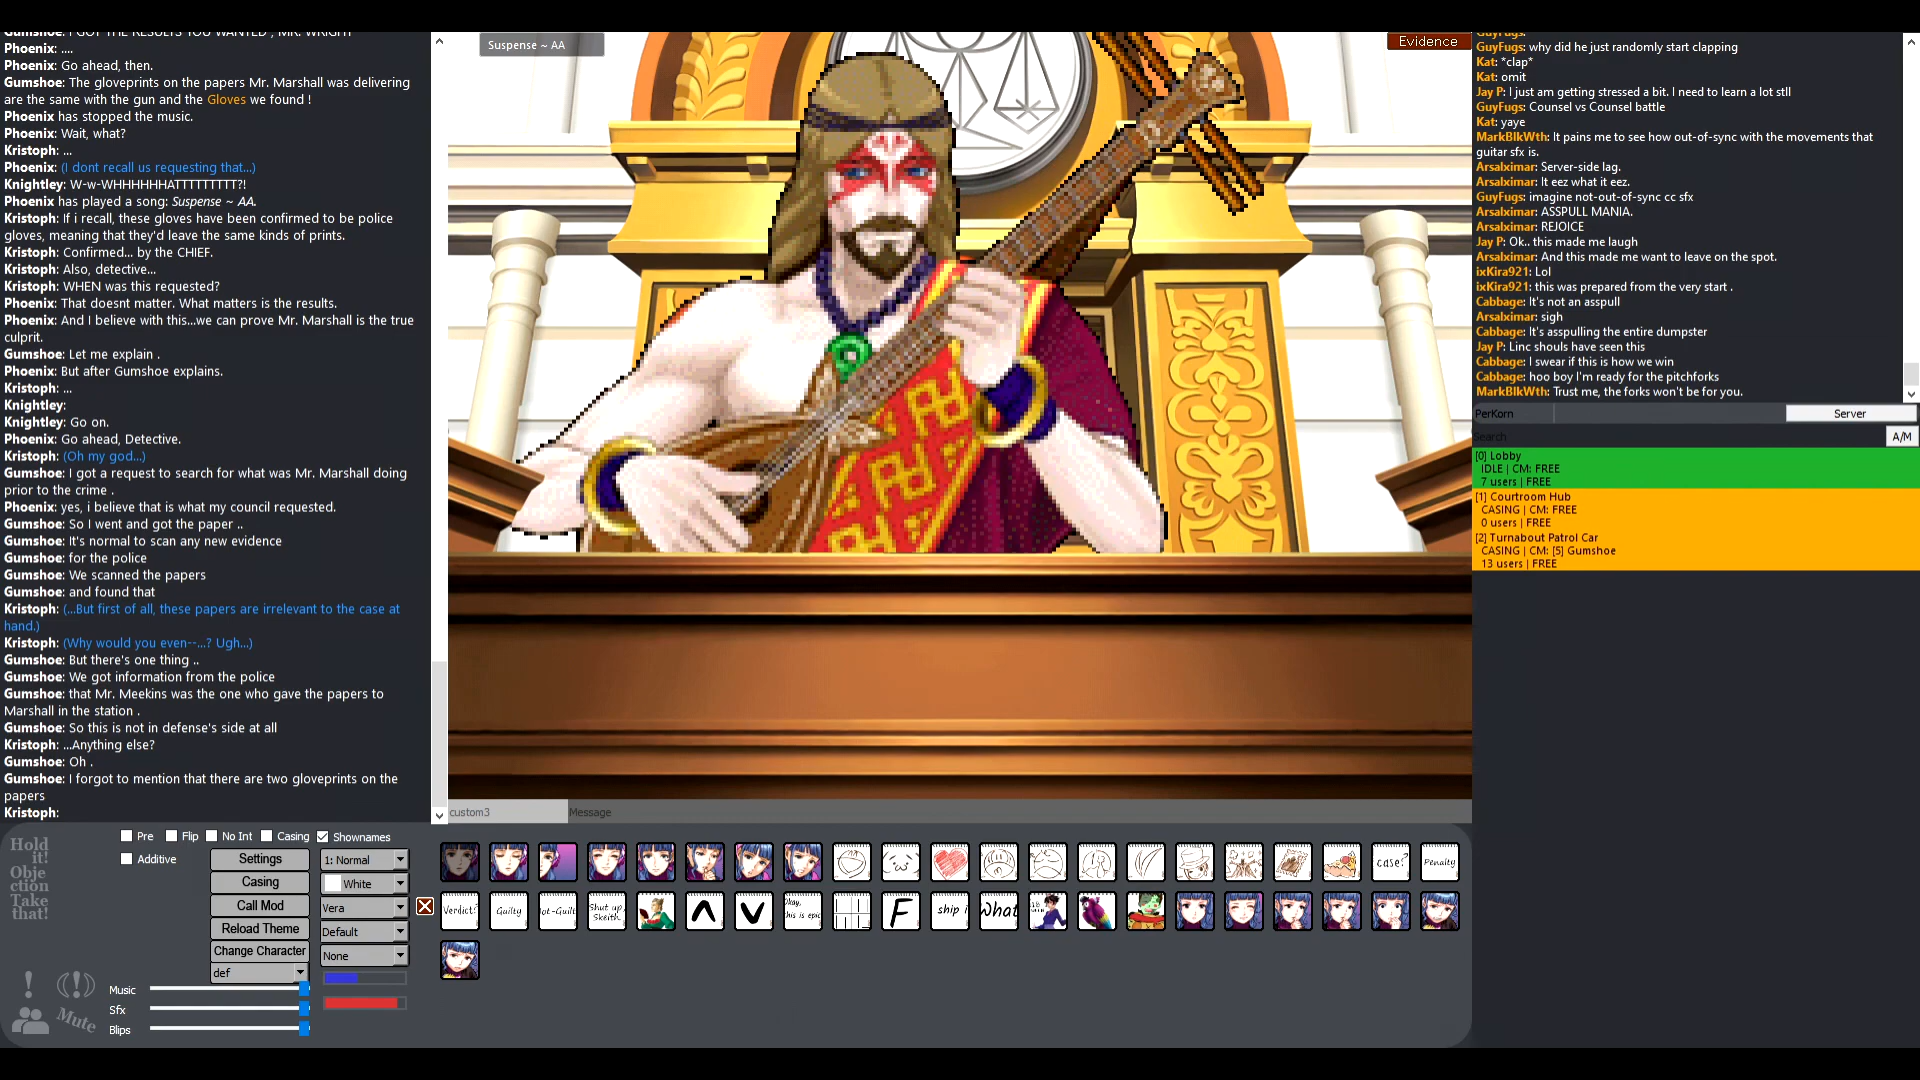 Gumshoe: I GOT THE RESULTS YOU WANTED , MR. WRIGHT
Phoenix: ....
Phoenix: Go ahead, then.
Gumshoe: The gloveprints on the papers Mr. Marshall was delivering
are the same with the gun and the Gloves we found !
Phoenix has stopped the music.
Phoenix: Wait, what?
Kristoph: ...
Phoenix: (I dont recall us requesting that...)
Knightley: W-w-WHHHHHHATTTTTTTTT?!
Phoenix has played a song: Suspense ~ AA.
Kristoph: If i recall, these gloves have been confirmed to be police
gloves, meaning that they'd leave the same kinds of prints.
Kristoph: Confirmed... by the CHIEF.
Kristoph: Also, detective...
Kristoph: WHEN was this requested?
Phoenix: That doesnt matter. What matters is the results.
Phoenix: And I believe with this...we can prove Mr. Marshall is the true
culprit.
Gumshoe: Let me explain .
Phoenix: But after Gumshoe explains.
Kristoph: ...
Knightley:
Knightley: Go on.
Phoenix: Go ahead, Detective.
Kristoph: (Oh my god...)
Gumshoe: I got a request to search for what was Mr. Marshall doing
prior to the crime .
Phoenix: yes, i believe that is what my council requested.
Gumshoe: So I went and got the paper ..
Gumshoe: It's normal to scan any new evidence
Gumshoe: for the police
Gumshoe: We scanned the papers
Gumshoe: and found that
Kristoph: (...But first of all, these papers are irrelevant to the case at
hand.)
Kristoph: (Why would you even--...? Ugh...)
Gumshoe: But there's one thing ..
Gumshoe: We got information from the police
Gumshoe: that Mr. Meekins was the one who gave the papers to
Marshall in the station .
Gumshoe: So this is not in defense's side at all
Kristoph: ...Anything else?
Gumshoe: Oh .
Gumshoe: I forgot to mention that there are two gloveprints on the
papers
Kristoph:
Suspense ~ AA
Evidence
custom3
Message
GuyFugs:
GuyFugs: why did he just randomly start clapping
Kat: *clap*
Kat: omit
Jay P: I just am getting stressed a bit. I need to learn a lot stll
GuyFugs: Counsel vs Counsel battle
Kat: yaye
MarkBlkWth: It pains me to see how out-of-sync with the movements that
guitar sfx is.
Arsalximar: Server-side lag.
Arsalximar: It eez what it eez.
GuyFugs: imagine not-out-of-sync cc sfx
Arsalximar: ASSPULL MANIA.
Arsalximar: REJOICE
Jay P: Ok.. this made me laugh
Arsalximar: And this made me want to leave on the spot.
ixKira921: Lol
ixKira921: this was prepared from the very start .
Cabbage: It's not an asspull
Arsalximar: sigh
Cabbage: It's asspulling the entire dumpster
Jay P: Linc shouls have seen this
Cabbage: I swear if this is how we win
Cabbage: hoo boy I'm ready for the pitchforks
MarkBlkWth: Trust me, the forks won't be for you.
PerKorn
Server
Search
A/M
[0] Lobby
IDLE | CM: FREE
7 users | FREE
[1] Courtroom Hub
CASING | CM: FREE
0 users | FREE
[2] Turnabout Patrol Car
CASING | CM: [5] Gumshoe
13 users | FREE
Hold
it!
Obje
ction
Take
that!
Pre
Flip
No Int
Casing
Shownames
Additive
Settings
Casing
Call Mod
Reload Theme
Change Character
def
1: Normal
White
Vera
Default
None
Music
Sfx
Blips
Mute
case?
Penalty
Verdict?
Guilty
ot-Guilt
Shut up, Skeith.
Okay, his is epic
F
ship i
What